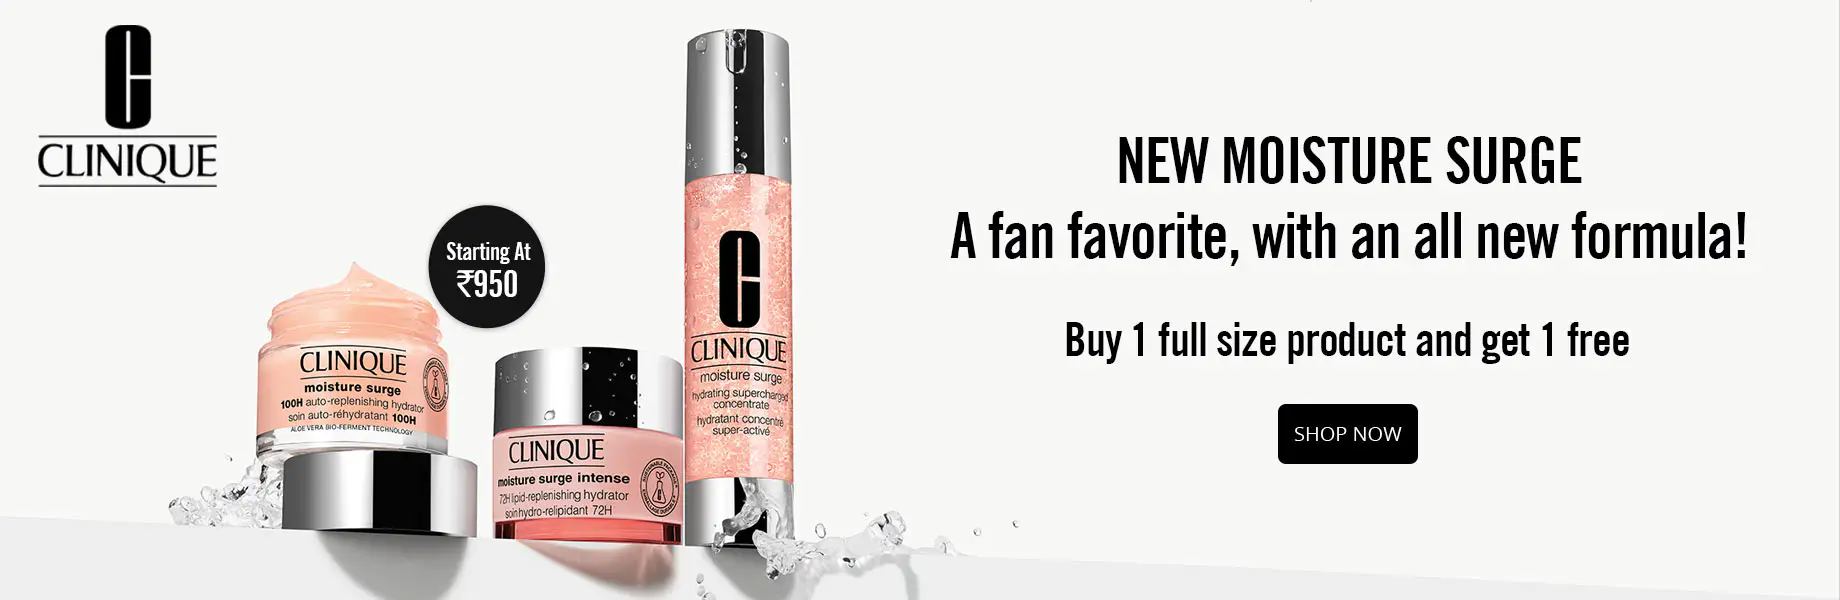 CLINIQUE
Starting At
₹950
CLINIQUE
moisture surge
100H auto-replenishing hydrator
soin auto-réhydratant 100H
ALOE VERA BIO-FERMENT TECHNOLOGY
CLINIQUE
moisture surge intense
72H lipid-replenishing hydrator
soin hydro-relipidant 72H
CLINIQUE
moisture surge
hydrating supercharged
concentrate
hydratant concentré
super-activé
NEW MOISTURE SURGE
A fan favorite, with an all new formula!
Buy 1 full size product and get 1 free
SHOP NOW